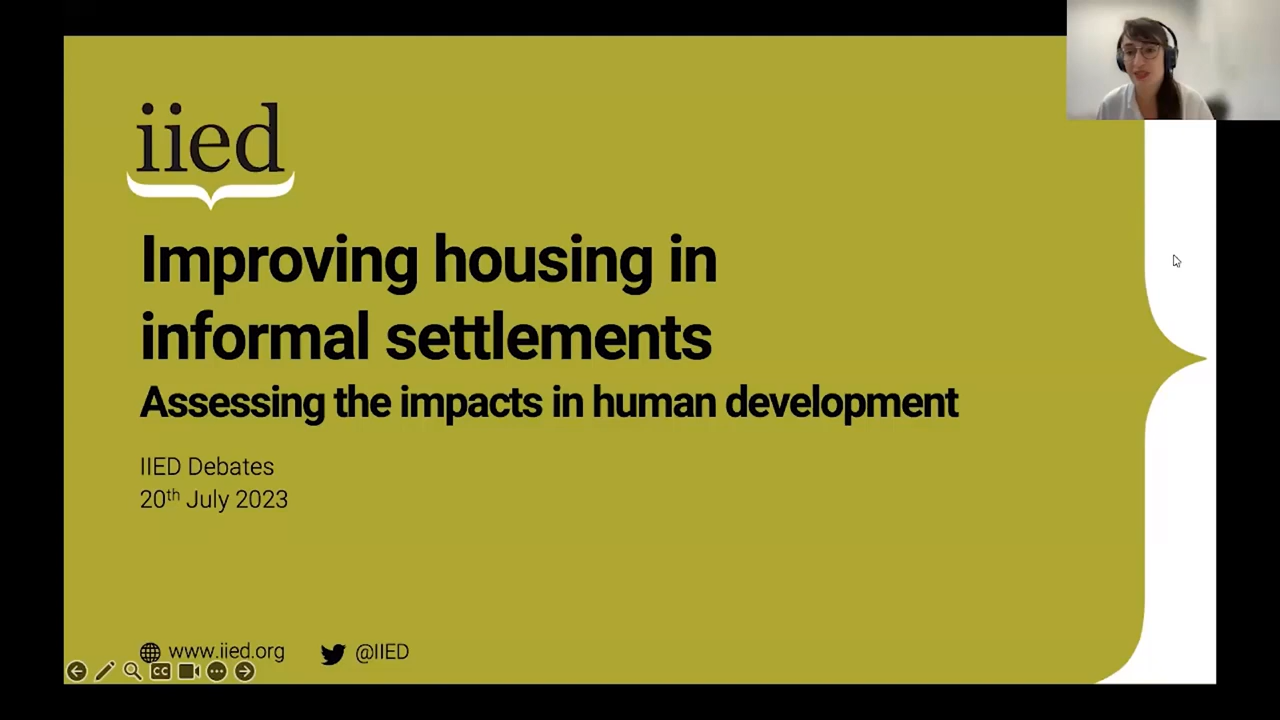 iied
Improving housing in
informal settlements
Assessing the impacts in human development
IIED Debates
20th July 2023
www.iied.org @IIED
CC